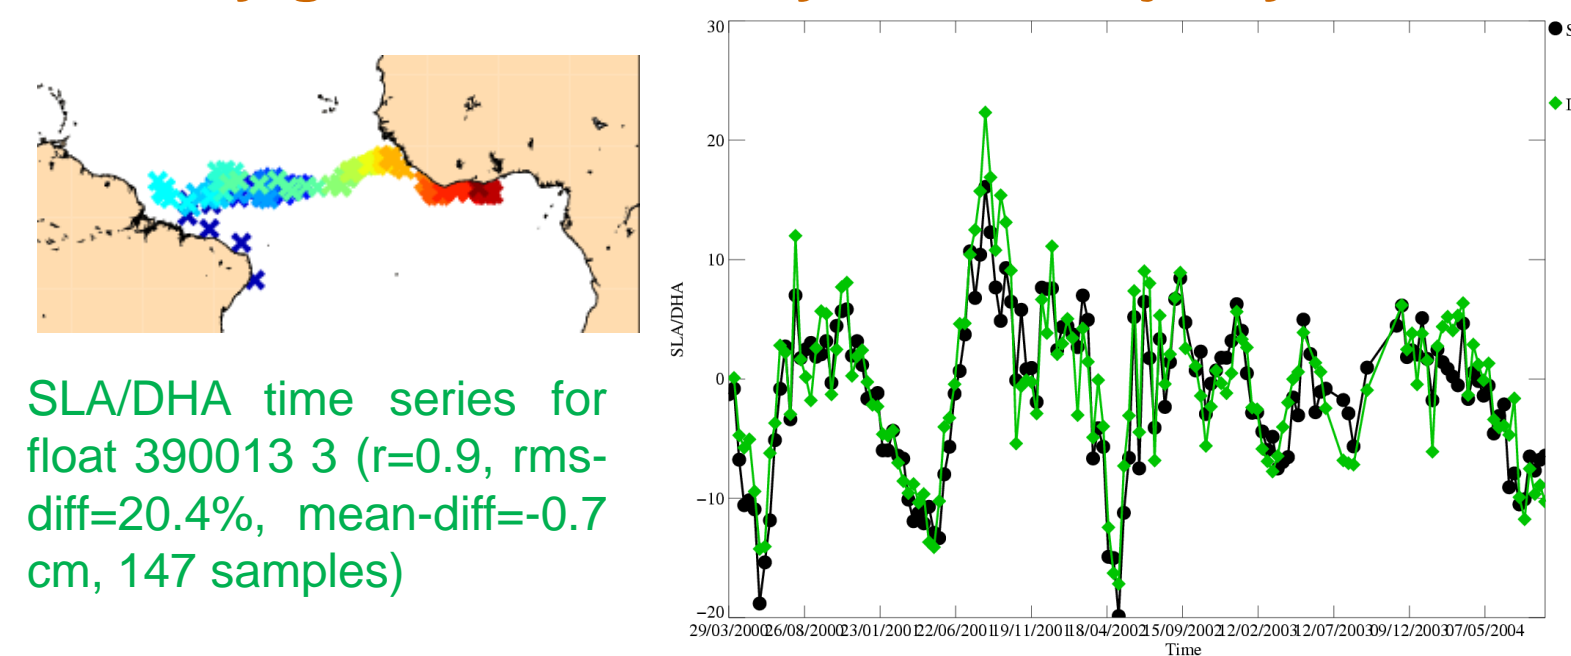 SLA/DHA time series for
float 390013 3 (r=0.9, rms-
diff=20.4%, mean-diff=-0.7
cm, 147 samples)
30
20
10
0
−10
−20
SLA/DHA
29/03/2000 26/08/2000 23/01/2001 22/06/2001 19/11/2001 18/04/2002 15/09/2002 12/02/2003 12/07/2003 09/12/2003 07/05/2004
Time
S